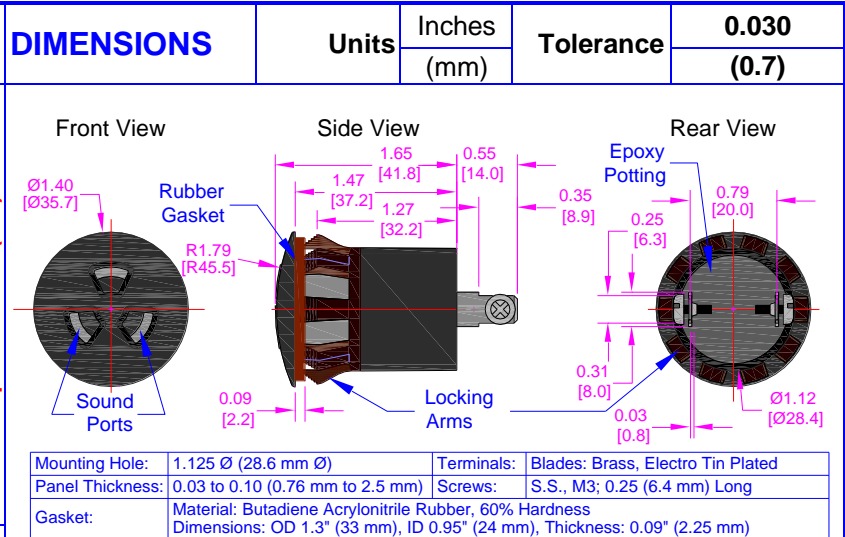 DIMENSIONS Units Inches (mm) Tolerance 0.030 (0.7)
Front View Side View Rear View
Ø1.40
[Ø35.7]
Rubber
Gasket
R1.79
[R45.5]
1.65
[41.8]
0.55
[14.0]
1.47
[37.2]
1.27
[32.2]
0.35
[8.9]
Epoxy
Potting
0.79
[20.0]
0.25
[6.3]
Sound
Ports
0.09
[2.2]
Locking
Arms
0.31
[8.0]
0.03
[0.8]
Ø1.12
[Ø28.4]
Mounting Hole: 1.125 Ø (28.6 mm Ø) Terminals: Blades: Brass, Electro Tin Plated
Panel Thickness: 0.03 to 0.10 (0.76 mm to 2.5 mm) Screws: S.S., M3; 0.25 (6.4 mm) Long
Gasket: Material: Butadiene Acrylonitrile Rubber, 60% Hardness
Dimensions: OD 1.3" (33 mm), ID 0.95" (24 mm), Thickness: 0.09" (2.25 mm)